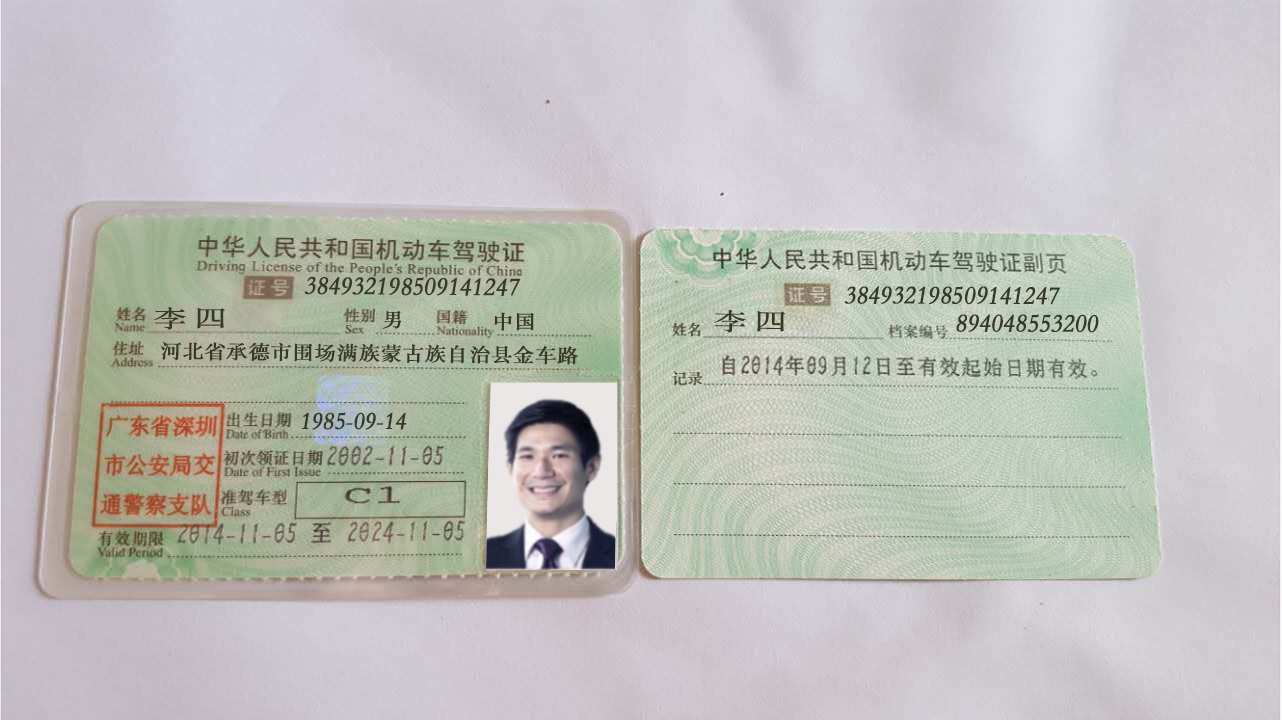 中华人民共和国机动车驾驶证
Driving License of the People's Republic of China
证号 384932198509141247
姓名 李四 性别 男 国籍 中国
Name Sex Nationality
住址 河北省承德市围场满族蒙古族自治县金车路
Address
广东省深圳
市公安局交
通警察支队
出生日期 1985-09-14
Date of Birth
初次领证日期 2002-11-05
Date of First Issue
准驾车型 C1
Class
有效期限 2014-11-05 至 2024-11-05
Valid Period
中华人民共和国机动车驾驶证副页
证号 384932198509141247
姓名 李四 档案编号 894048553200
记录 自2014年09月12日至有效起始日期有效。